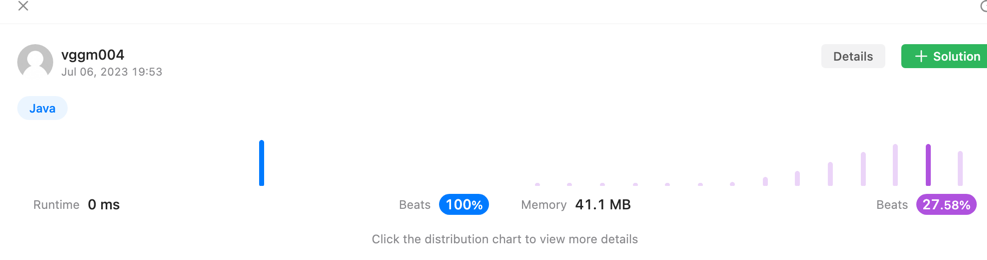 vggm004
Jul 06, 2023 19:53
Details
Solution
Java
Runtime 0 ms
Beats 100%
Memory 41.1 MB
Beats 27.58%
Click the distribution chart to view more details